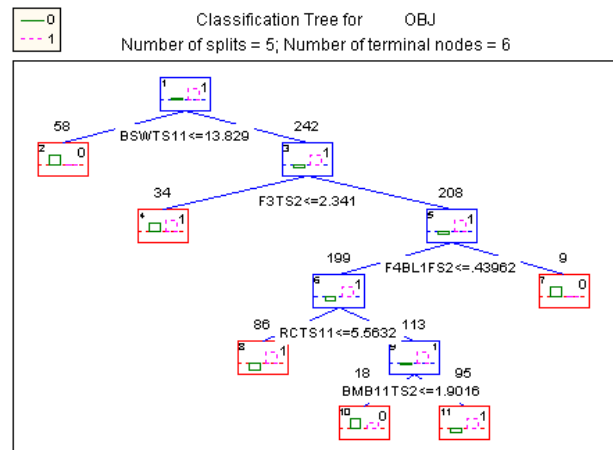 0
1
Classification Tree for OBJ
Number of splits = 5; Number of terminal nodes = 6
1 1
58 BSWTS11<=13.829 242
2 0
3 1
34 F3TS2<=2.341 208
4 1
5 1
199 F4BL1FS2<=.43962 9
6 1
7 0
86 RCTS11<=5.5632 113
8 1
9 1
18 BMB11TS2<=1.9016 95
10 0
11 1